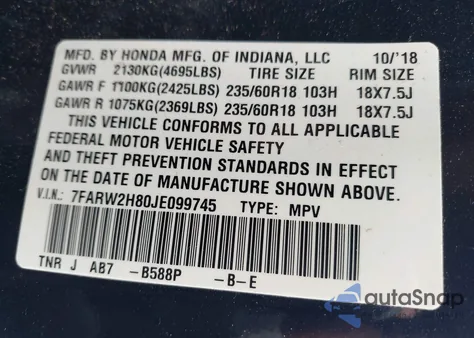 MFD. BY HONDA MFG. OF INDIANA, LLC 10/'18
GVWR 2130KG(4695LBS) TIRE SIZE RIM SIZE
GAWR F 1100KG(2425LBS) 235/60R18 103H 18X7.5J
GAWR R 1075KG(2369LBS) 235/60R18 103H 18X7.5J
THIS VEHICLE CONFORMS TO ALL APPLICABLE
FEDERAL MOTOR VEHICLE SAFETY
AND THEFT PREVENTION STANDARDS IN EFFECT
ON THE DATE OF MANUFACTURE SHOWN ABOVE.
V.I.N.: 7FARW2H80JE099745 TYPE: MPV
TNR J AB7 -B588P -B-E
autaSnap